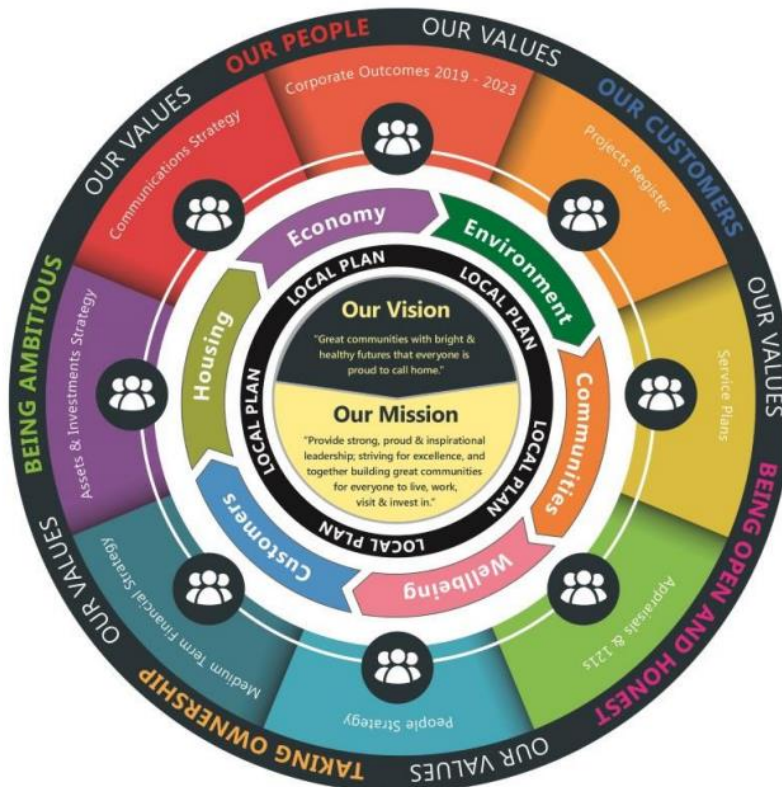 OUR PEOPLE
OUR VALUES
OUR CUSTOMERS
OUR VALUES
BEING OPEN AND HONEST
OUR VALUES
TAKING OWNERSHIP
OUR VALUES
BEING AMBITIOUS
OUR VALUES
Corporate Outcomes 2019 - 2023
Projects Register
Service Plans
Appraisals & 121s
People Strategy
Medium Term Financial Strategy
Assets & Investments Strategy
Communications Strategy
Economy
Environment
Communities
Wellbeing
Customers
Housing
LOCAL PLAN
LOCAL PLAN
LOCAL PLAN
LOCAL PLAN
LOCAL PLAN
Our Vision
"Great communities with bright &
healthy futures that everyone is
proud to call home."
Our Mission
"Provide strong, proud & inspirational
leadership; striving for excellence, and
together building great communities
for everyone to live, work,
visit & invest in."